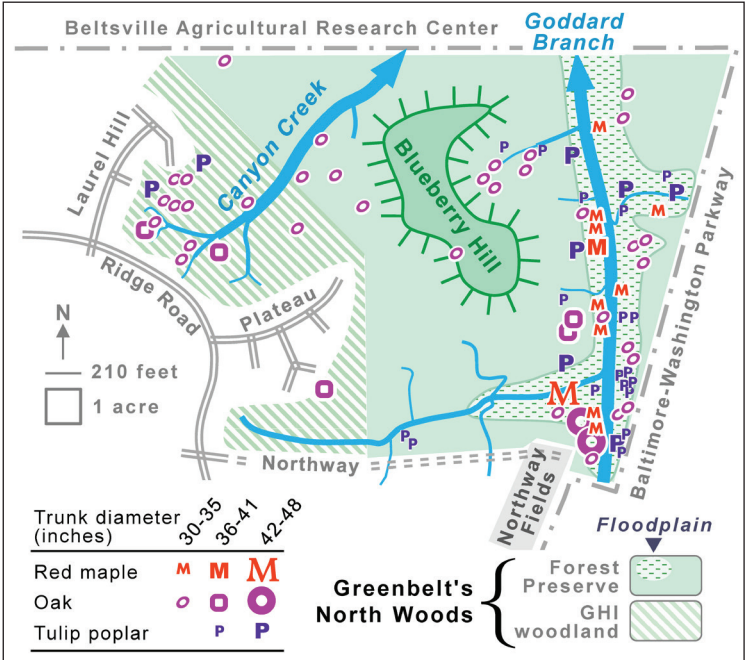 Beltsville Agricultural Research Center
Goddard
Branch
Canyon Creek
Laurel Hill
Blueberry Hill
Ridge Road
Plateau
Baltimore-Washington Parkway
N
210 feet
1 acre
Northway
Northway
Fields
Trunk diameter
(inches)
30-35
36-41
42-48
Red maple M M M
Oak
Tulip poplar P P
Greenbelt's
North Woods
Floodplain
Forest
Preserve
GHI
woodland
P
P
P
P
P
M
P
P
P
P
M
M
M
P
M
M
P
M
M
P P
P
M
P
P
P
P
P
P
M
M
P
P
P
P
P
P